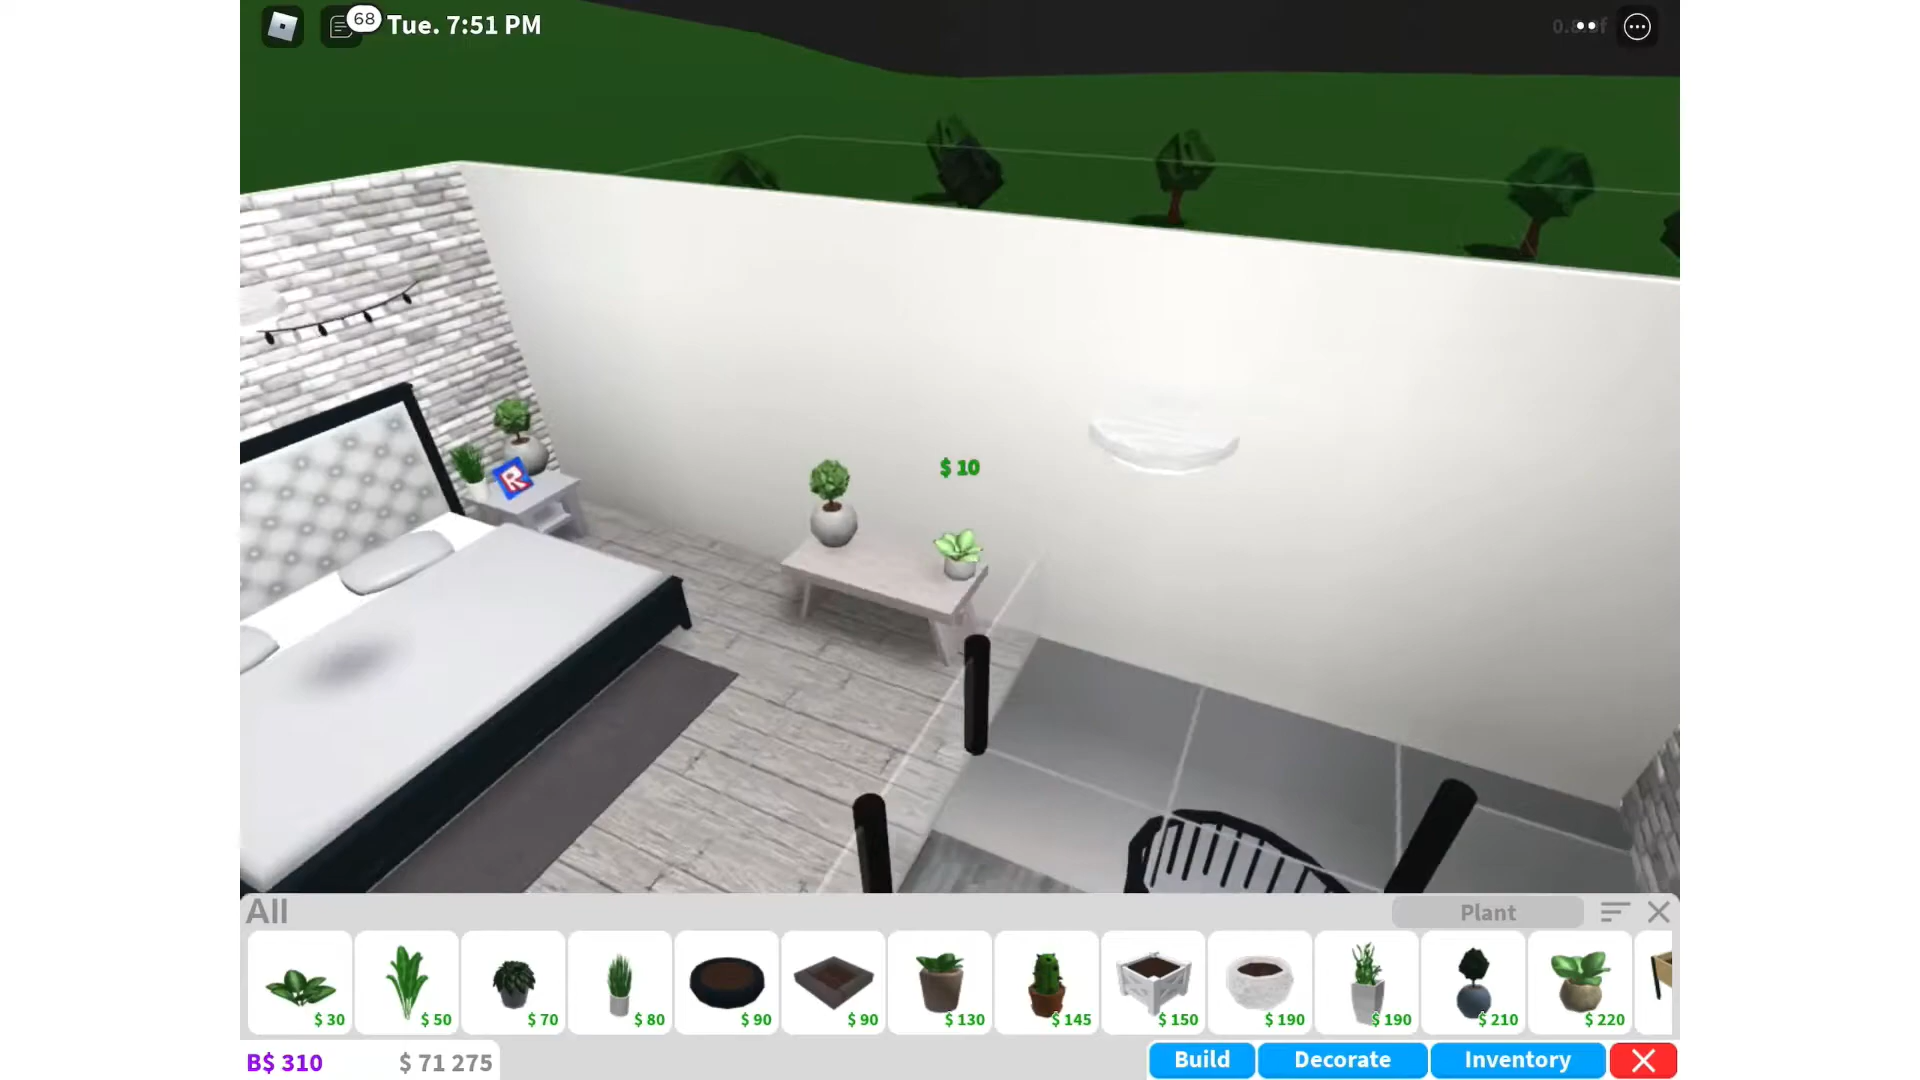 68
Tue. 7:51 PM
$ 10
R
All
Plant
$ 30
$ 50
$ 70
$ 80
$ 90
$ 90
$ 130
$ 145
$ 150
$ 190
$ 190
$ 210
$ 220
B$ 310
$ 71 275
Build
Decorate
Inventory